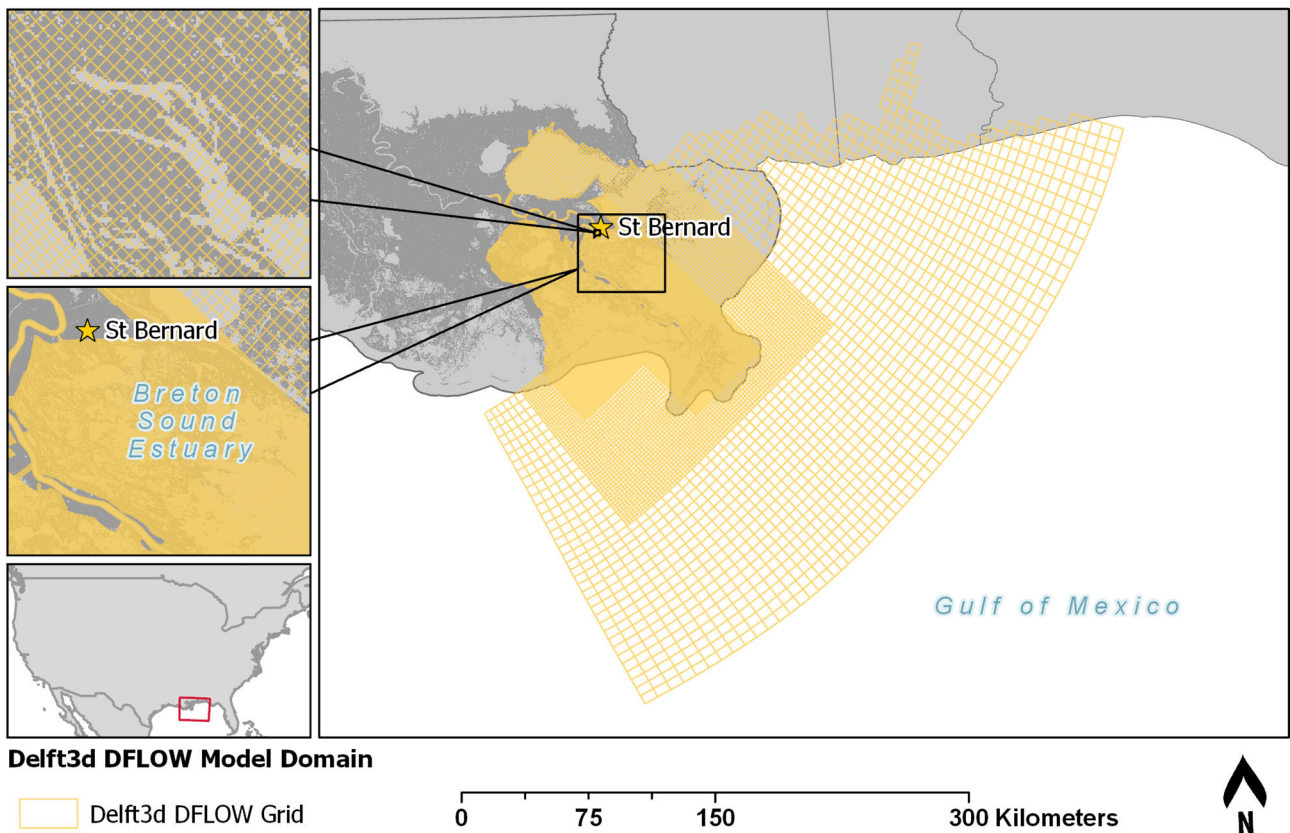 St Bernard
St Bernard
Breton
Sound
Estuary
Gulf of Mexico
Delft3d DFLOW Model Domain
Delft3d DFLOW Grid
0 75 150 300 Kilometers
N